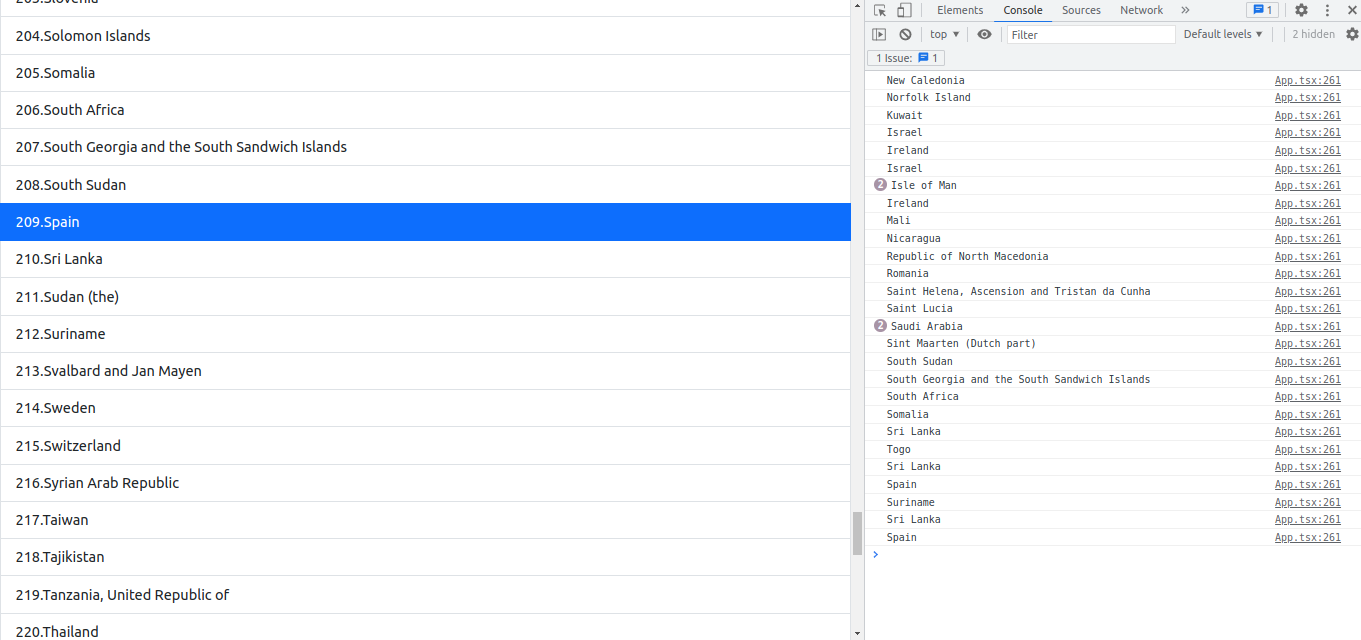 203.Slovenia
204.Solomon Islands
205.Somalia
206.South Africa
207.South Georgia and the South Sandwich Islands
208.South Sudan
209.Spain
210.Sri Lanka
211.Sudan (the)
212.Suriname
213.Svalbard and Jan Mayen
214.Sweden
215.Switzerland
216.Syrian Arab Republic
217.Taiwan
218.Tajikistan
219.Tanzania, United Republic of
220.Thailand
Elements Console Sources Network » 1
top ▼ Filter Default levels ▼ 2 hidden
1 Issue: 1
New Caledonia App.tsx:261
Norfolk Island App.tsx:261
Kuwait App.tsx:261
Israel App.tsx:261
Ireland App.tsx:261
Israel App.tsx:261
2 Isle of Man App.tsx:261
Ireland App.tsx:261
Mali App.tsx:261
Nicaragua App.tsx:261
Republic of North Macedonia App.tsx:261
Romania App.tsx:261
Saint Helena, Ascension and Tristan da Cunha App.tsx:261
Saint Lucia App.tsx:261
2 Saudi Arabia App.tsx:261
Sint Maarten (Dutch part) App.tsx:261
South Sudan App.tsx:261
South Georgia and the South Sandwich Islands App.tsx:261
South Africa App.tsx:261
Somalia App.tsx:261
Sri Lanka App.tsx:261
Togo App.tsx:261
Sri Lanka App.tsx:261
Spain App.tsx:261
Suriname App.tsx:261
Sri Lanka App.tsx:261
Spain App.tsx:261